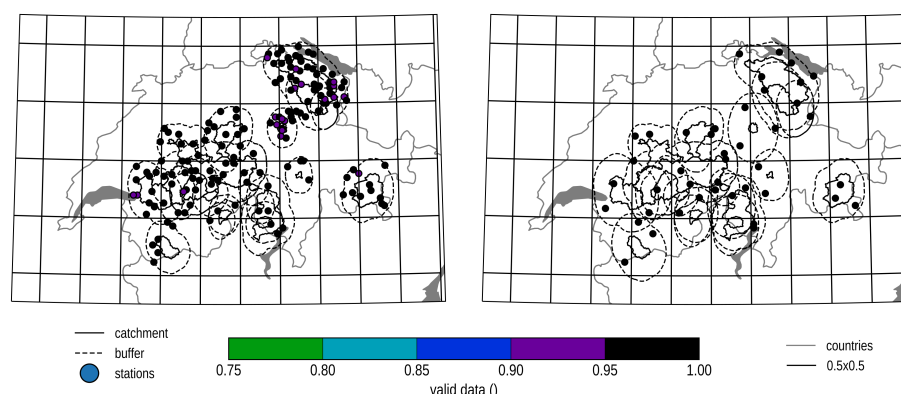 catchment
buffer
stations
0.75 0.80 0.85 0.90 0.95 1.00
valid data ()
countries
0.5x0.5